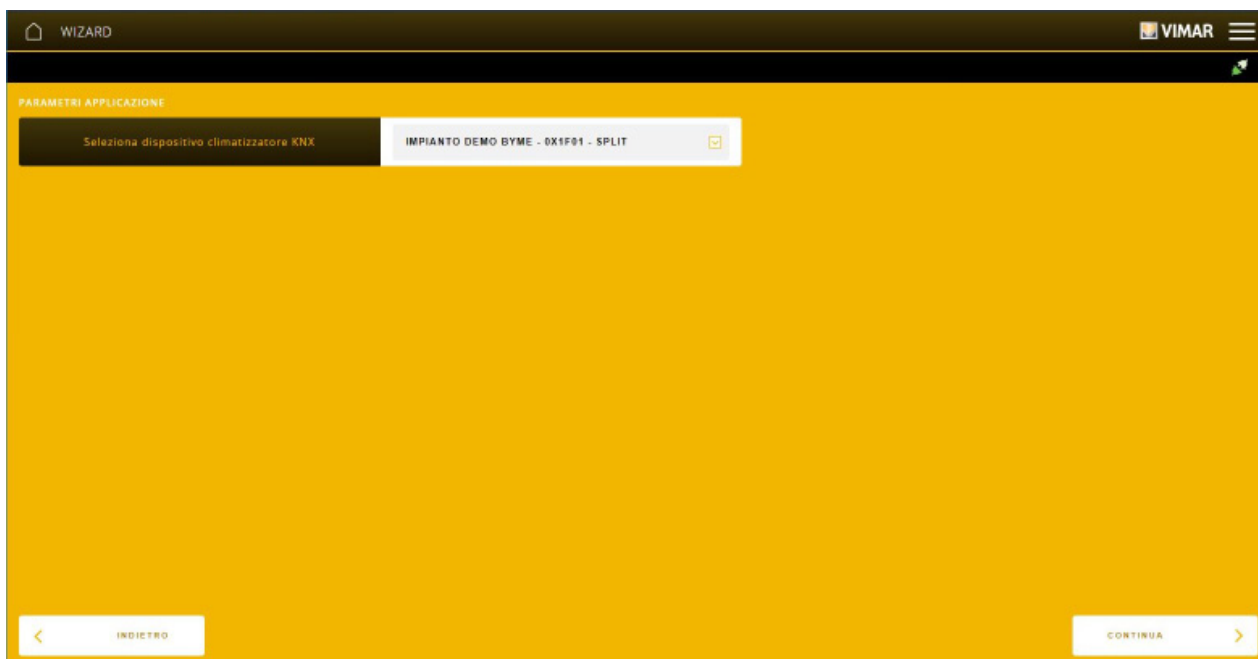 WIZARD
VIMAR
PARAMETRI APPLICAZIONE
Seleziona dispositivo climatizzatore KNX
IMPIANTO DEMO BYME - 0X1F01 - SPLIT
INDIETRO
CONTINUA